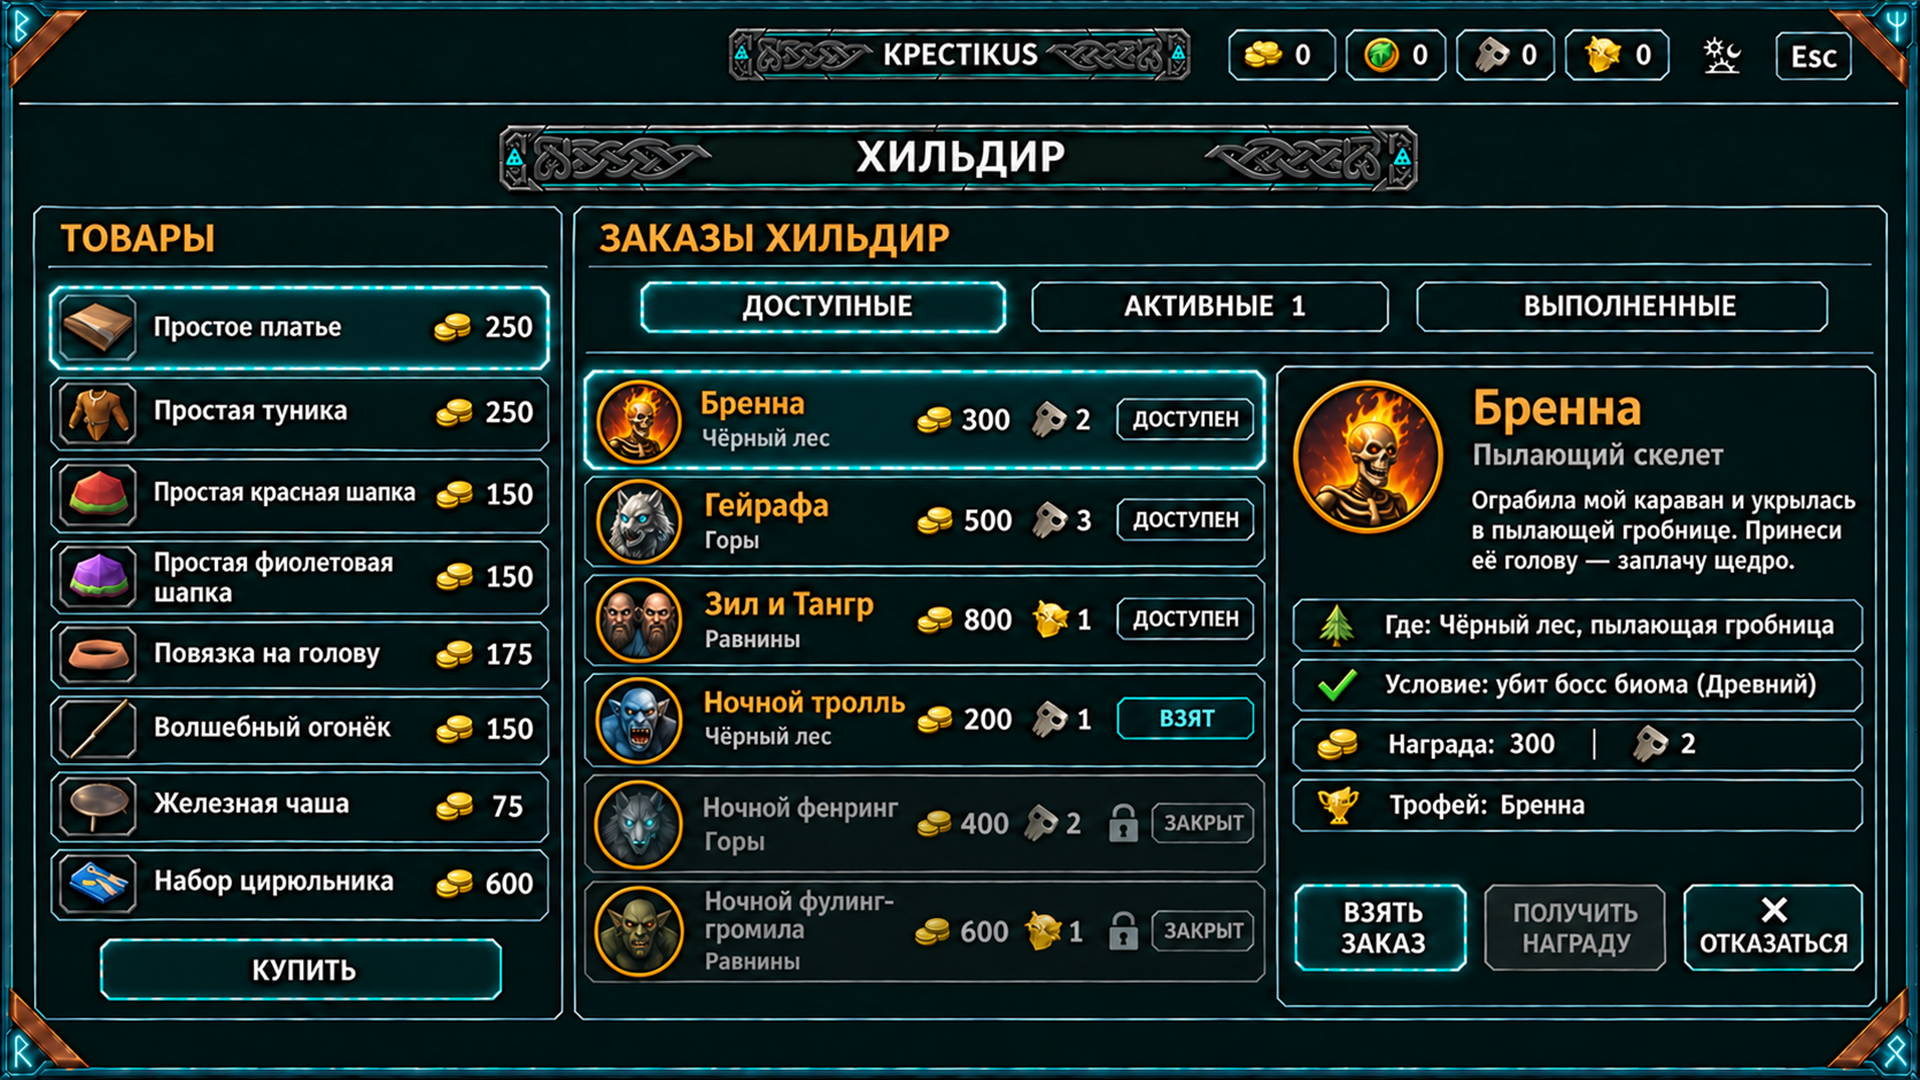 KPECTIKUS
0
0
0
0
Esc
ХИЛЬДИР
ТОВАРЫ
Простое платье 250
Простая туника 250
Простая красная шапка 150
Простая фиолетовая
шапка 150
Повязка на голову 175
Волшебный огонёк 150
Железная чаша 75
Набор цирюльника 600
КУПИТЬ
ЗАКАЗЫ ХИЛЬДИР
ДОСТУПНЫЕ
АКТИВНЫЕ 1
ВЫПОЛНЕННЫЕ
Бренна
Чёрный лес
300 2 ДОСТУПЕН
Гейрафа
Горы
500 3 ДОСТУПЕН
Зил и Тангр
Равнины
800 1 ДОСТУПЕН
Ночной тролль
Чёрный лес
200 1 ВЗЯТ
Ночной фенринг
Горы
400 2 ЗАКРЫТ
Ночной фулинг-
громила
Равнины
600 1 ЗАКРЫТ
Бренна
Пылающий скелет
Ограбила мой караван и укрылась
в пылающей гробнице. Принеси
её голову — заплачу щедро.
Где: Чёрный лес, пылающая гробница
Условие: убит босс биома (Древний)
Награда: 300 | 2
Трофей: Бренна
ВЗЯТЬ
ЗАКАЗ
ПОЛУЧИТЬ
НАГРАДУ
ОТКАЗАТЬСЯ